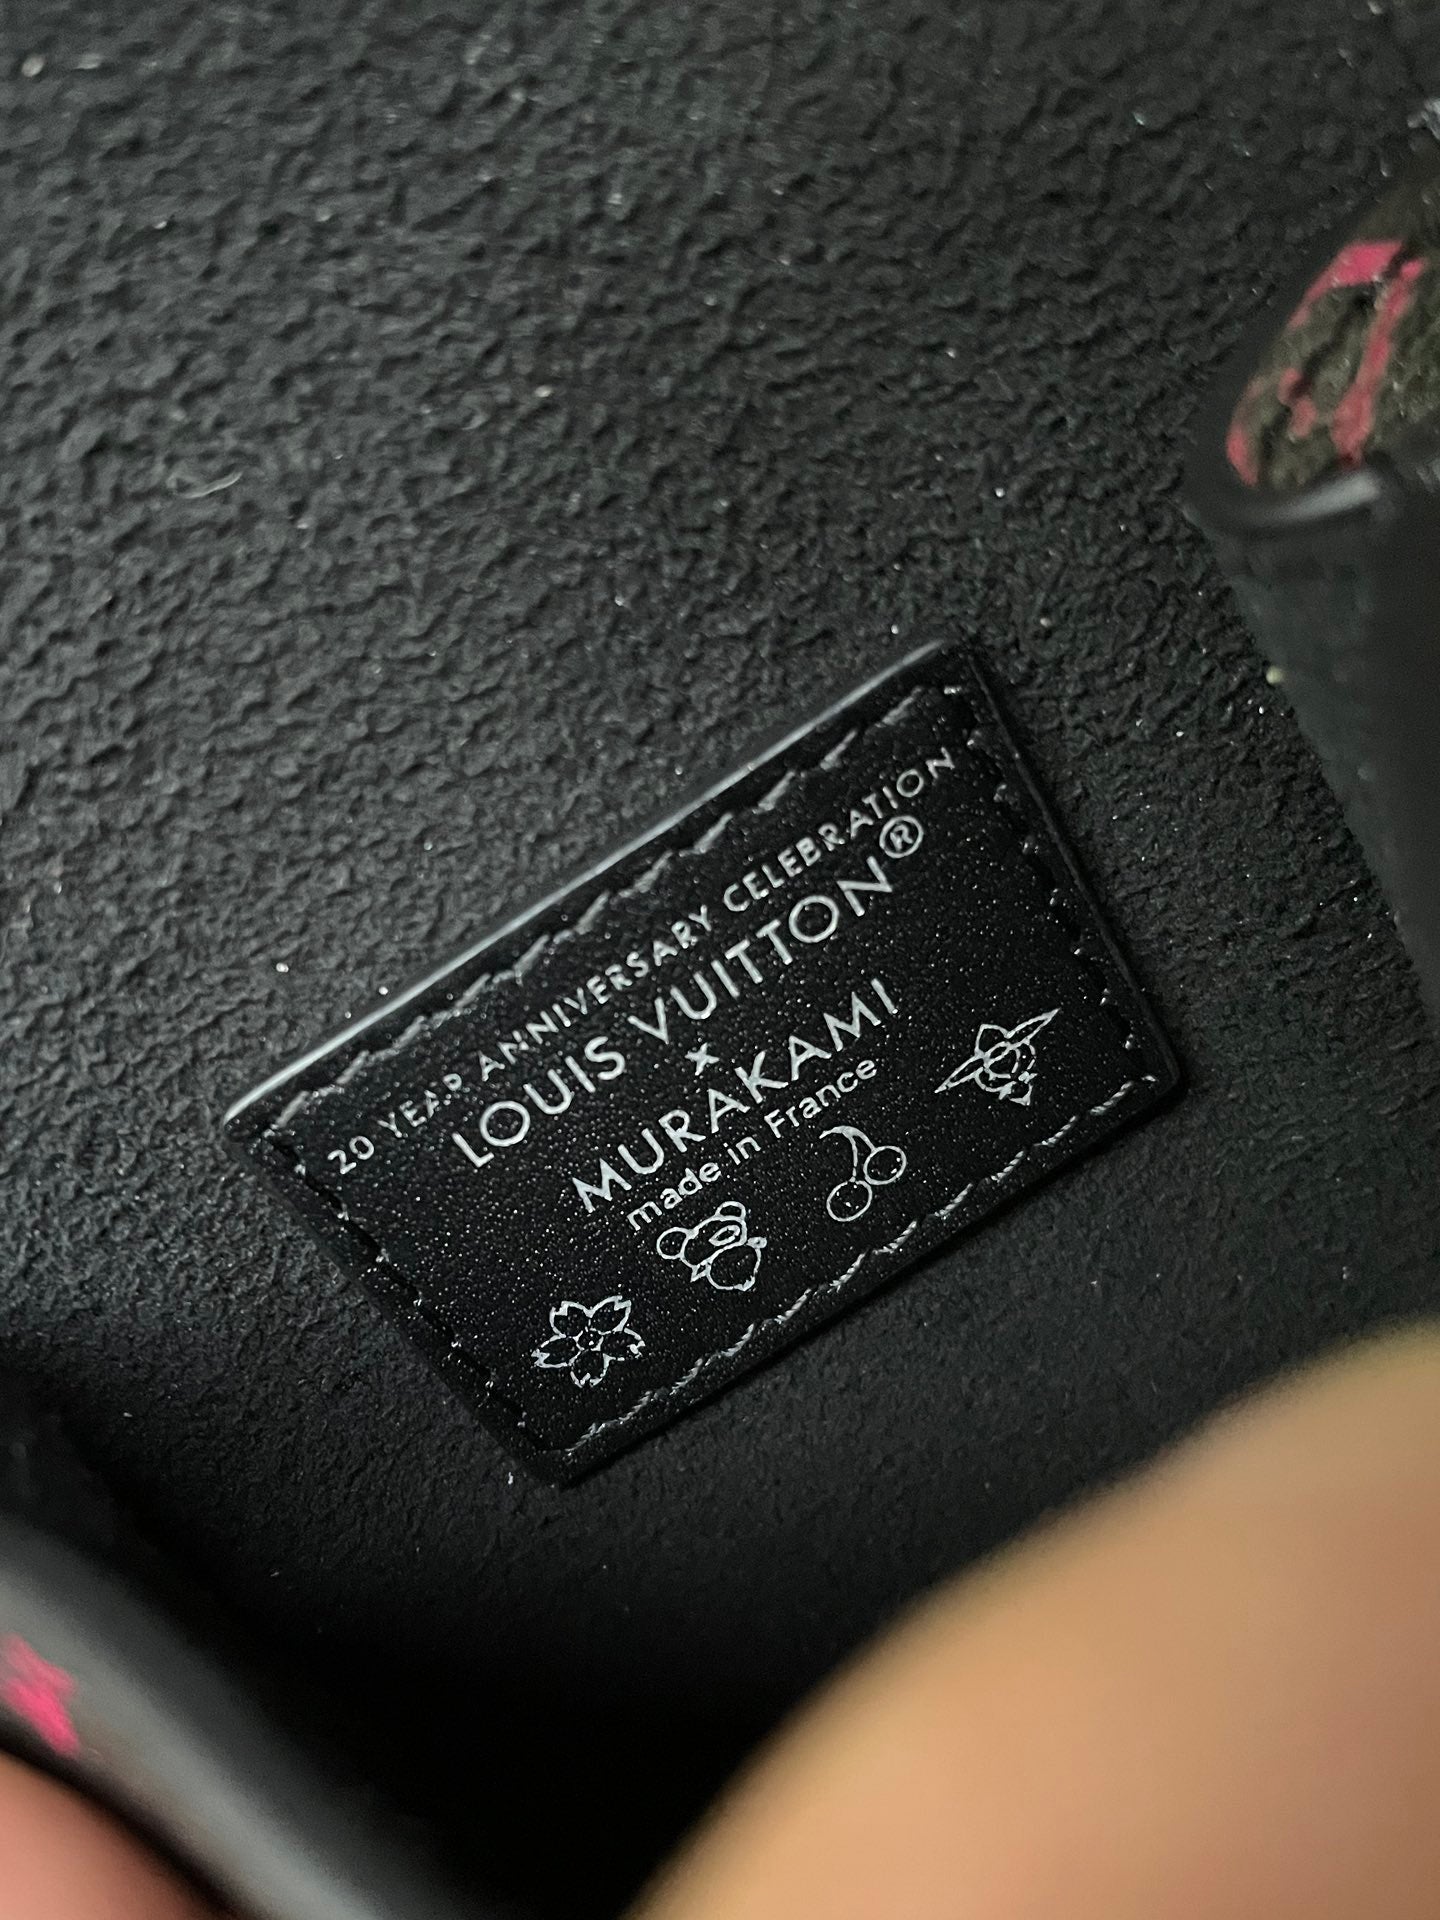 20 YEAR ANNIVERSARY CELEBRATION
LOUIS VUITTON®
×
MURAKAMI
made in France